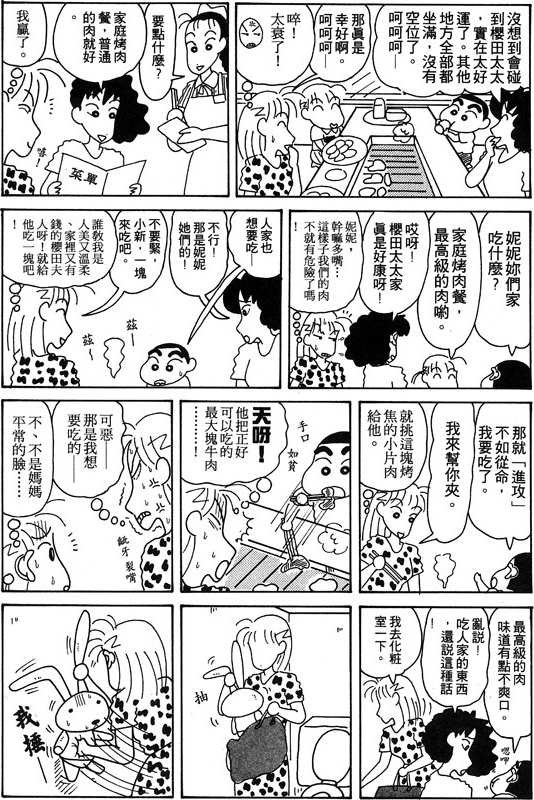 沒想到會碰
到櫻田太太
，實在太好
運了。其他
地方全部都
坐滿，沒有
空位了。
呵呵呵──
那真是
幸好啊。
呵呵呵──
啐！
太衰了！
要點什麼？
家庭烤肉
餐，普通
的肉就好
。
我贏了。
菜單
妮妮妳們家
吃什麼？
家庭烤肉餐，
最高級的肉喲。
哎呀！
櫻田太太家
真是好康呀！
妮妮，
幹嘛多嘴…
這樣子我們的肉
不就有危險了嗎
！
人家也
想要吃─
不行！
那是妮妮
她們的！
不要緊，
小新，一塊
來吃吧。
茲─
茲─
誰教我是
人美又溫柔
、家裡又有
錢的櫻田夫
人呀！就給
他吃一塊吧
！
那就「進攻」
不如從命，
我要吃了。
我來幫你夾。
就挑這塊烤
焦的小片肉
給他。
手口
如貧
天呀！
他把正好
可以吃的
最大塊牛肉
……
可惡─
那是我想
要吃的──
齜牙
裂嘴
不、不是媽媽
平常的臉……
最高級的肉
味道有點不爽口。
亂說！
吃人家的東西
，還說這種話
！
我去化粧
室一下。
抽
我捶─